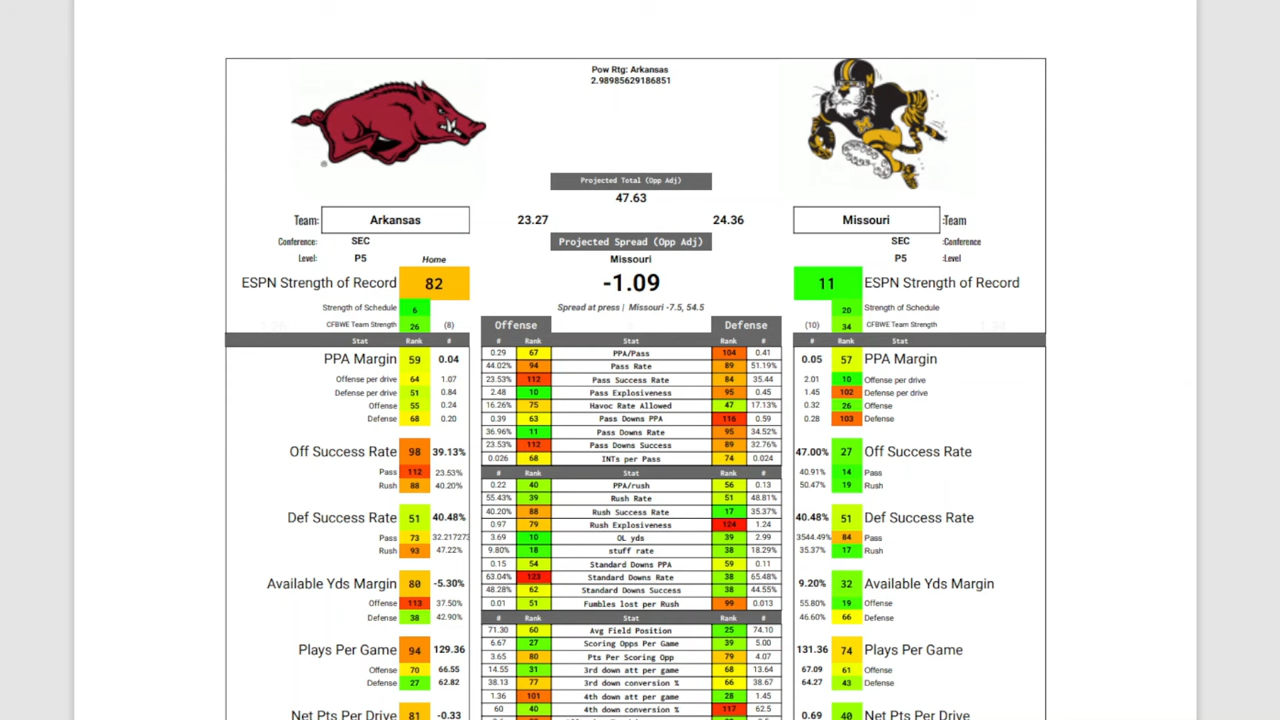 Pow Rtg: Arkansas
2.98985629186851
Projected Total (Opp Adj)
47.63
Team: Arkansas 23.27 24.36 Missouri :Team
Conference: SEC Projected Spread (Opp Adj) SEC :Conference
Level: P5 Home Missouri P5 :Level
ESPN Strength of Record 82 -1.09 11 ESPN Strength of Record
Strength of Schedule 6 Spread at press | Missouri -7.5, 54.5 20 Strength of Schedule
CFBWE Team Strength 26 (8) Offense Defense (10) 34 CFBWE Team Strength
Stat Rank # # Rank Stat Rank # # Rank Stat
PPA Margin 59 0.04 0.29 67 PPA/Pass 104 0.41 0.05 57 PPA Margin
44.02% 94 Pass Rate 89 51.19%
Offense per drive 64 1.07 23.53% 112 Pass Success Rate 84 35.44 2.01 10 Offense per drive
Defense per drive 51 0.84 2.48 10 Pass Explosiveness 95 0.45 1.45 102 Defense per drive
Offense 55 0.24 16.26% 75 Havoc Rate Allowed 47 17.13% 0.32 26 Offense
Defense 68 0.20 0.39 63 Pass Downs PPA 116 0.59 0.28 103 Defense
36.96% 11 Pass Downs Rate 95 34.52%
Off Success Rate 98 39.13% 23.53% 112 Pass Downs Success 89 32.76% 47.00% 27 Off Success Rate
0.026 68 INTs per Pass 74 0.024
Pass 112 23.53% # Rank Stat Rank # 40.91% 14 Pass
Rush 88 40.20% 0.22 40 PPA/rush 56 0.13 50.47% 19 Rush
55.43% 39 Rush Rate 51 48.81%
Def Success Rate 51 40.48% 40.20% 88 Rush Success Rate 17 35.37% 40.48% 51 Def Success Rate
0.97 79 Rush Explosiveness 124 1.24
Pass 73 32.21727 3.69 10 OL yds 39 2.99 3544.49% 84 Pass
Rush 93 47.22% 9.80% 18 stuff rate 38 18.29% 35.37% 17 Rush
0.15 54 Standard Downs PPA 59 0.11
Available Yds Margin 80 -5.30% 63.04% 123 Standard Downs Rate 38 65.48% 9.20% 32 Available Yds Margin
48.28% 62 Standard Downs Success 38 44.55%
Offense 113 37.50% 0.01 51 Fumbles lost per Rush 99 0.013 55.80% 19 Offense
Defense 38 42.90% # Rank Stat Rank # 46.60% 66 Defense
71.30 60 Avg Field Position 25 74.10
Plays Per Game 94 129.36 6.67 27 Scoring Opps Per Game 39 5.00 131.36 74 Plays Per Game
3.65 80 Pts Per Scoring Opp 79 4.07
Offense 70 66.55 14.55 31 3rd down att per game 68 13.64 67.09 61 Offense
Defense 27 62.82 38.13 77 3rd down conversion % 66 38.67 64.27 43 Defense
1.36 101 4th down att per game 28 1.45
Net Pts Per Drive 81 -0.33 60 40 4th down conversion % 117 62.5 0.69 40 Net Pts Per Drive